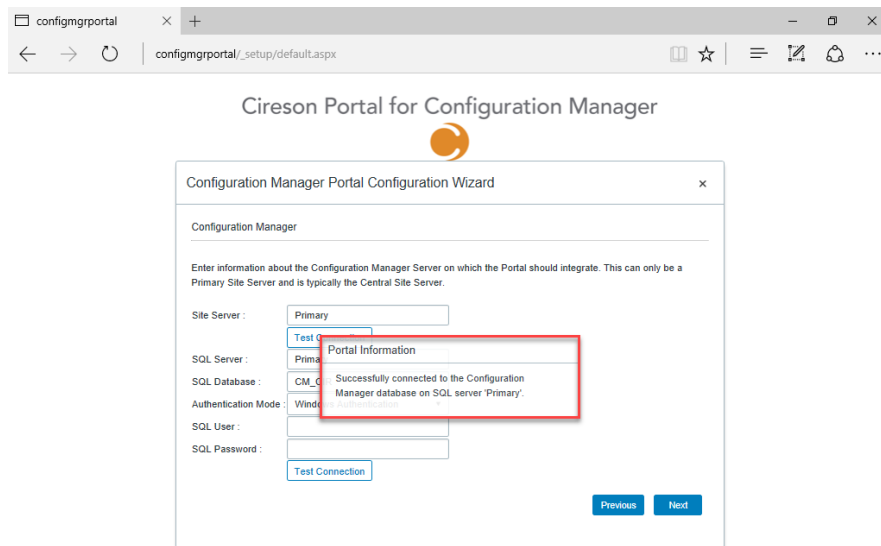 configmgrportal
configmgrportal/_setup/default.aspx
Cireson Portal for Configuration Manager
Configuration Manager Portal Configuration Wizard
Configuration Manager
Enter information about the Configuration Manager Server on which the Portal should integrate. This can only be a
Primary Site Server and is typically the Central Site Server.
Site Server : Primary
Test
Portal Information
SQL Server :
Successfully connected to the Configuration
SQL Database :
Manager database on SQL server 'Primary'.
Authentication Mode : Windows Authentication
SQL User :
SQL Password :
Test Connection
Previous Next